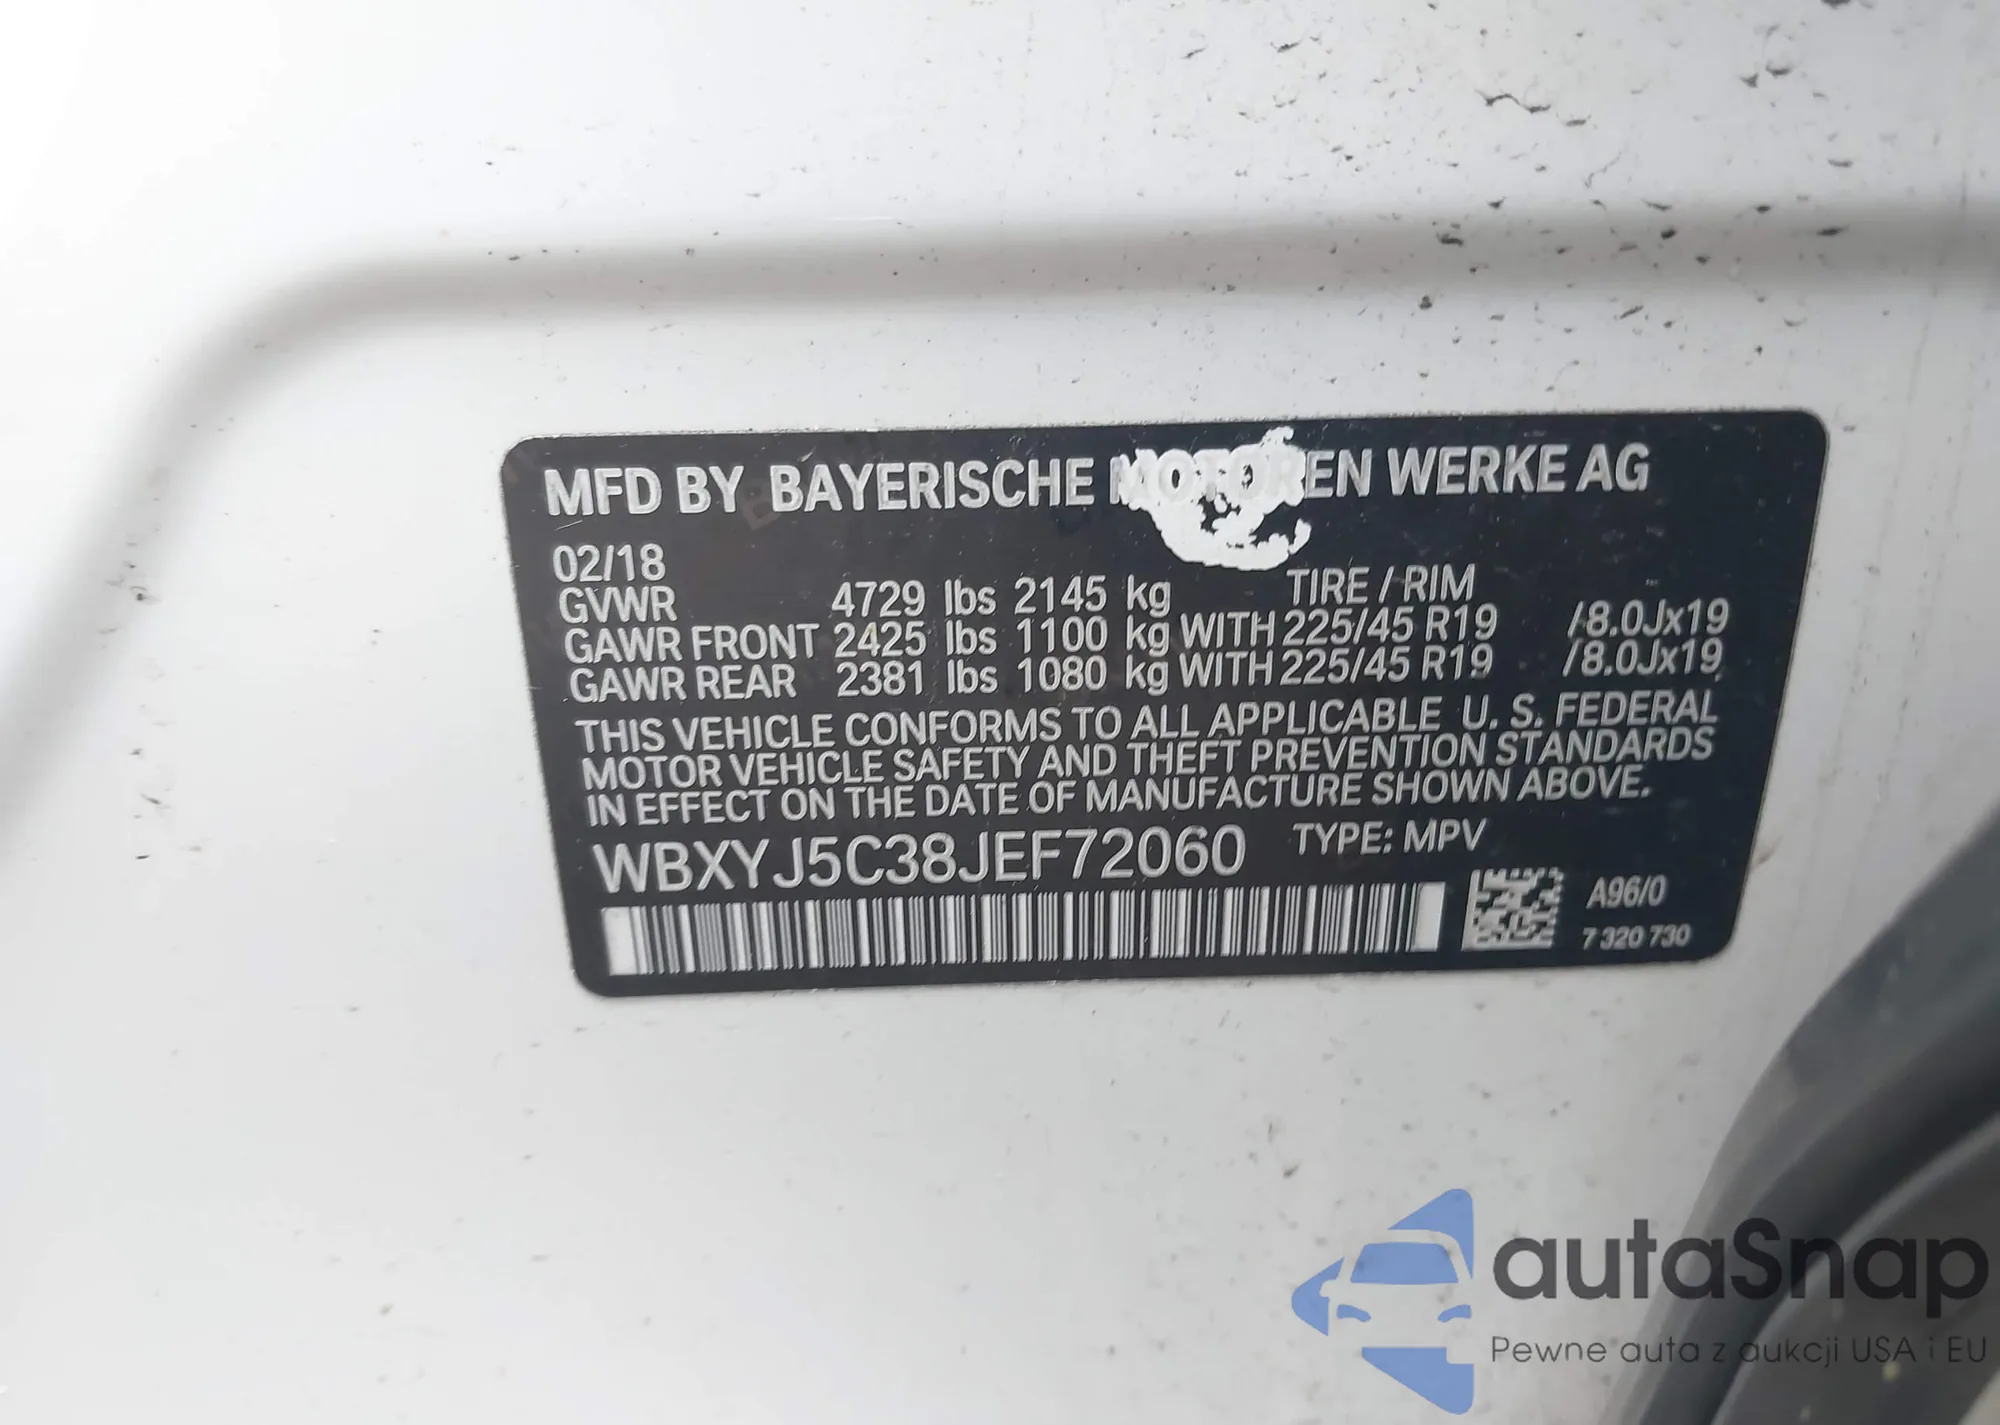 MFD BY BAYERISCHE MOTOREN WERKE AG
02/18
GVWR 4729 lbs 2145 kg TIRE / RIM
GAWR FRONT 2425 lbs 1100 kg WITH 225/45 R19 /8.0Jx19
GAWR REAR 2381 lbs 1080 kg WITH 225/45 R19 /8.0Jx19
THIS VEHICLE CONFORMS TO ALL APPLICABLE U. S. FEDERAL
MOTOR VEHICLE SAFETY AND THEFT PREVENTION STANDARDS
IN EFFECT ON THE DATE OF MANUFACTURE SHOWN ABOVE.
WBXYJ5C38JEF72060 TYPE: MPV
A96/0
7 320 730
autaSnap
Pewne auta z aukcji USA i EU